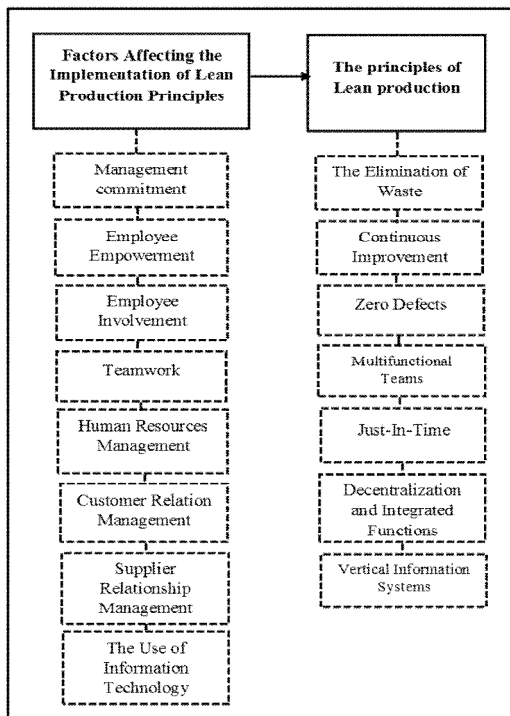 Factors Affecting the
Implementation of Lean
Production Principles
Management
commitment
Employee
Empowerment
Employee
Involvement
Teamwork
Human Resources
Management
Customer Relation
Management
Supplier
Relationship
Management
The Use of
Information
Technology
The principles of
Lean production
The Elimination of
Waste
Continuous
Improvement
Zero Defects
Multifunctional
Teams
Just-In-Time
Decentralization
and Integrated
Functions
Vertical Information
Systems